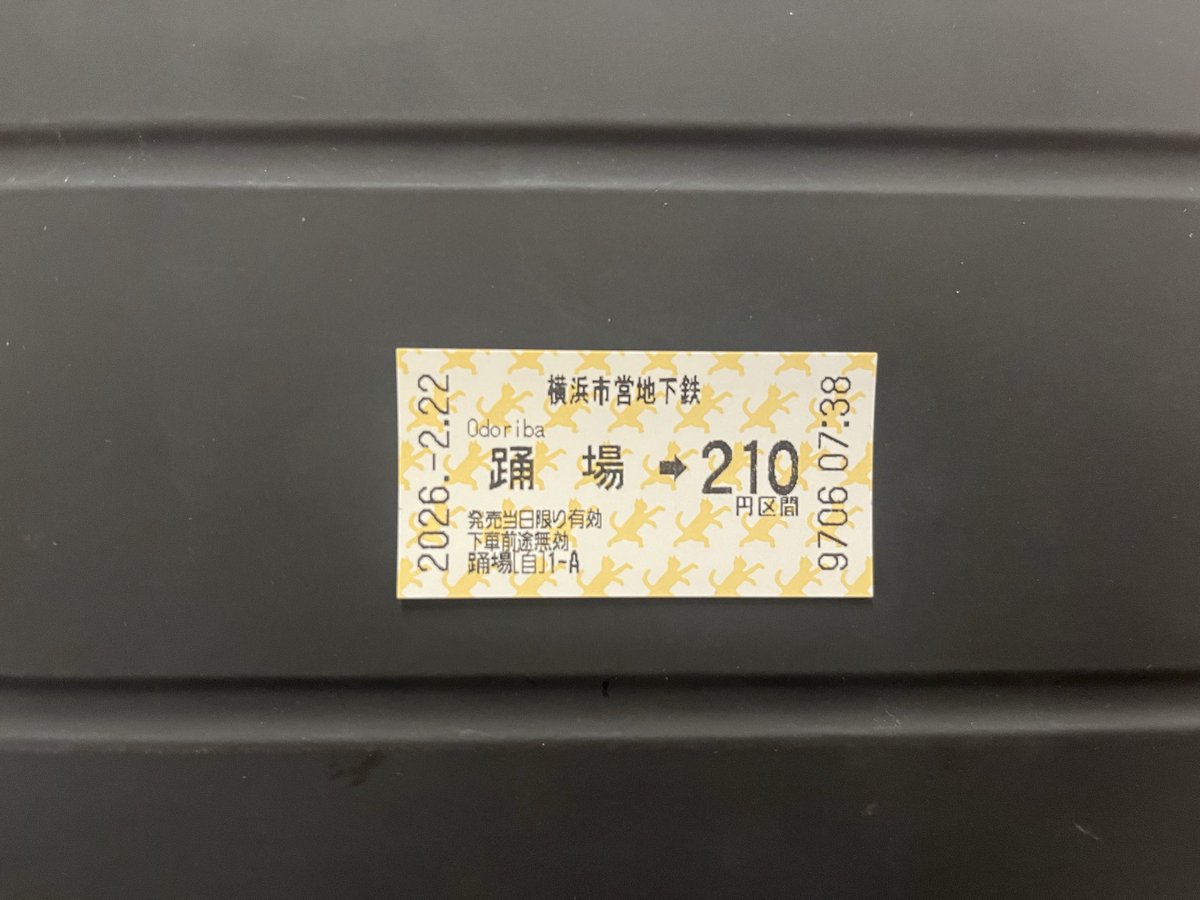 横浜市営地下鉄
Odoriba
踊場➡210
円区間
発売当日限り有効
下車前途無効
踊場[自]1-A
2026.-2.22
9706 07:38